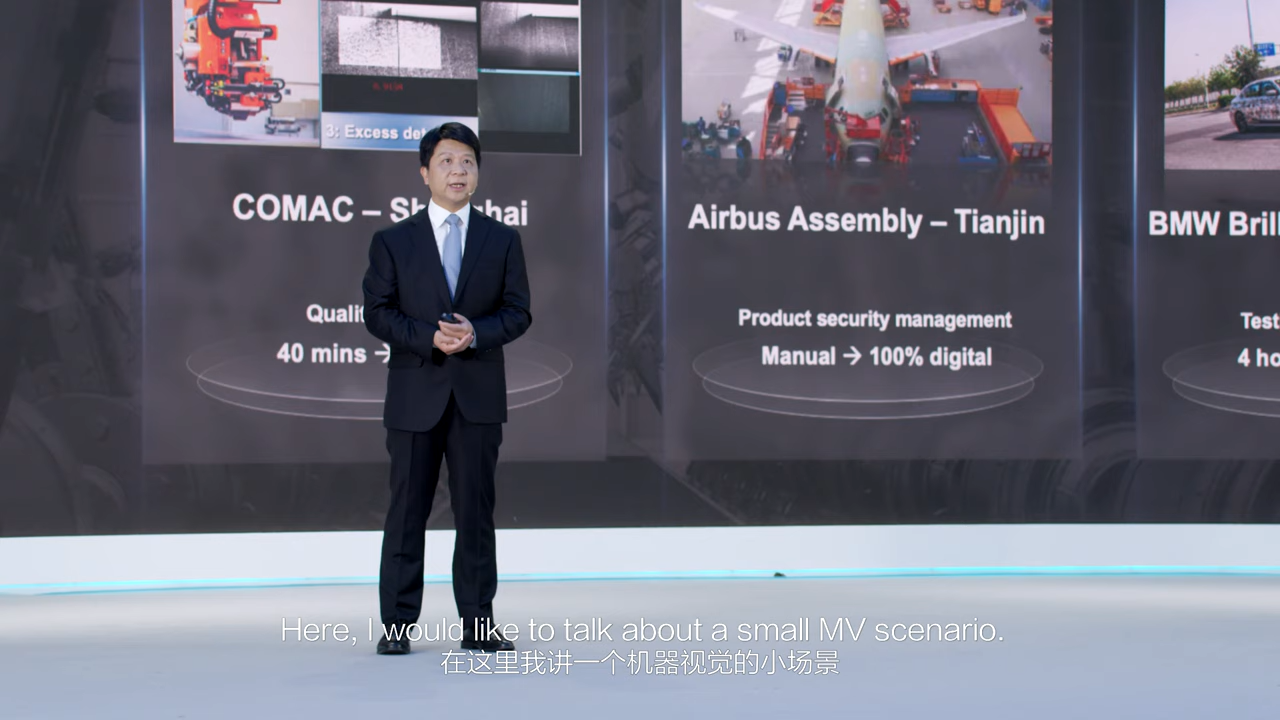 3: Excess det
COMAC – Sh hai
Airbus Assembly – Tianjin
BMW Bril
Qualit
40 mins →
Product security management
Manual → 100% digital
Test
4 ho
Here, I would like to talk about a small MV scenario.
在这里我讲一个机器视觉的小场景